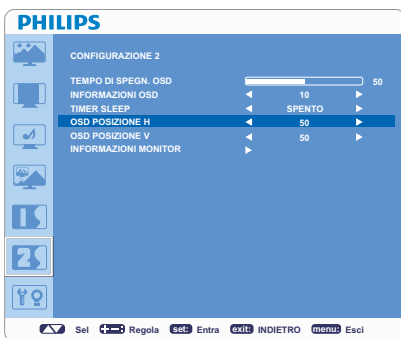 PHILIPS
CONFIGURAZIONE 2
TEMPO DI SPEGN. OSD 50
INFORMAZIONI OSD 10
TIMER SLEEP SPENTO
OSD POSIZIONE H 50
OSD POSIZIONE V 50
INFORMAZIONI MONITOR
Sel Regola set: Entra exit: INDIETRO menu: Esci